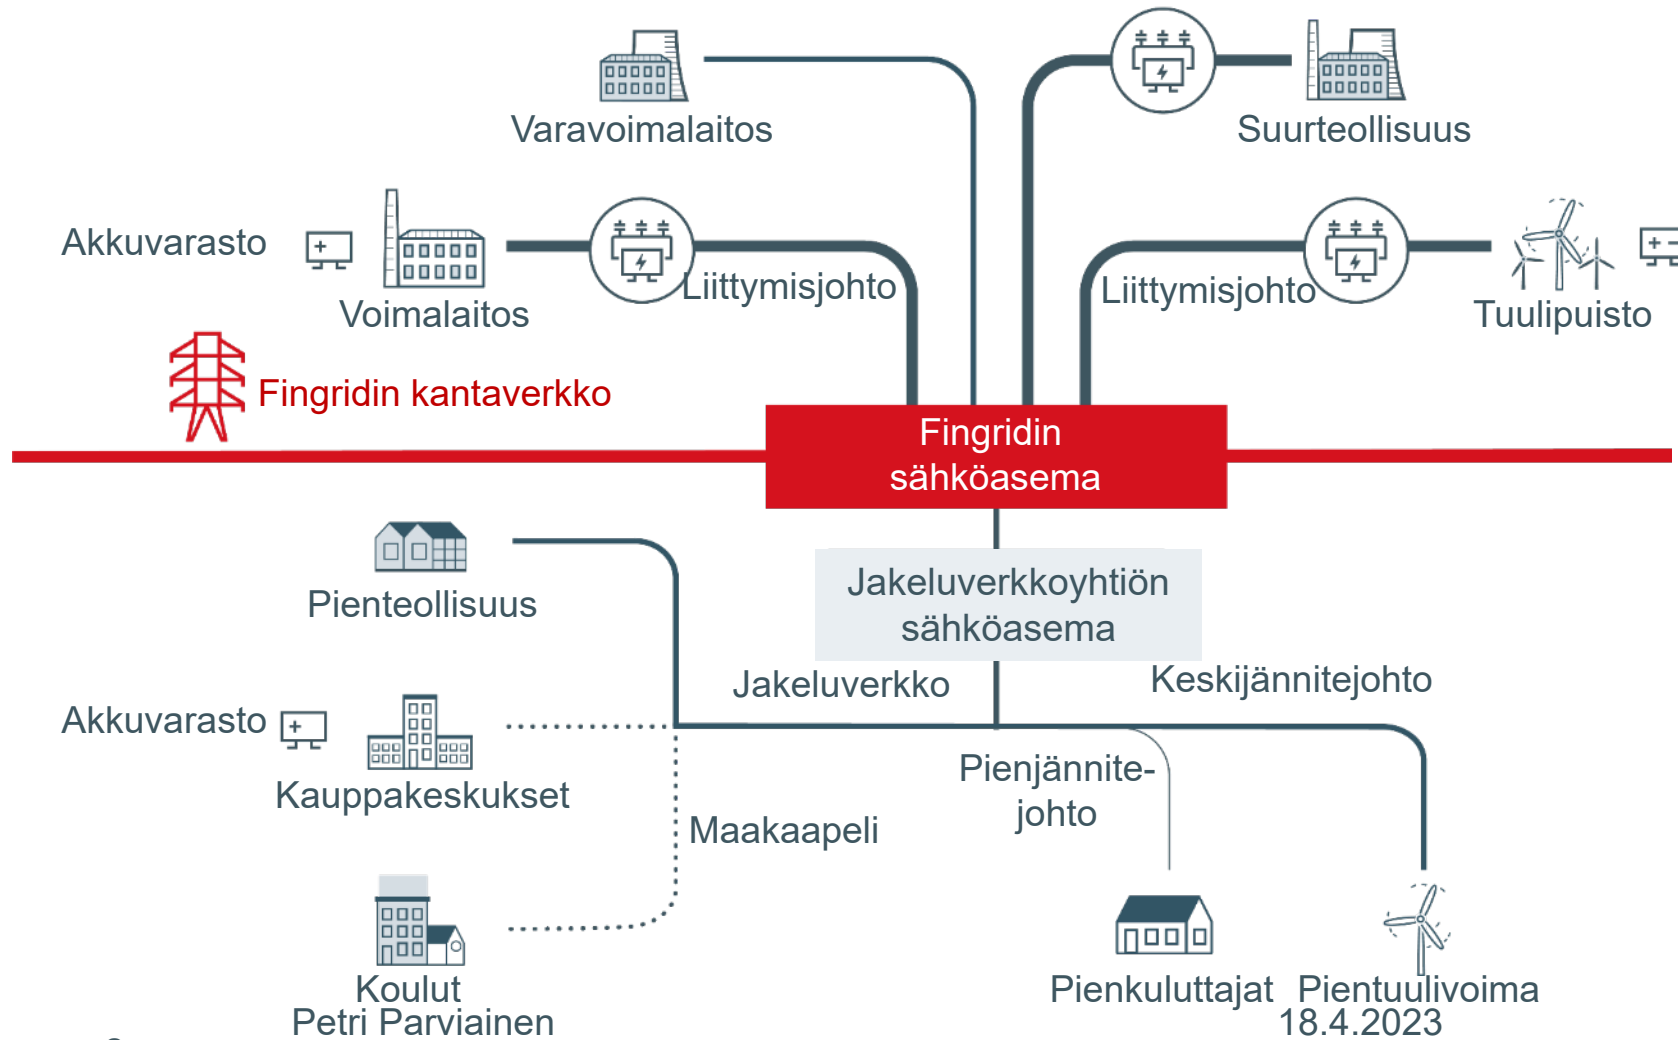 Varavoimalaitos
Suurteollisuus
Akkuvarasto
Liittymisjohto
Liittymisjohto
Voimalaitos
Tuulipuisto
Fingridin kantaverkko
Fingridin
sähköasema
Pienteollisuus
Jakeluverkkoyhtiön
sähköasema
Jakeluverkko
Keskijännitejohto
Akkuvarasto
Kauppakeskukset
Pienjännite-
johto
Maakaapeli
Koulut
Pienkuluttajat
Pientuulivoima
Petri Parviainen
18.4.2023